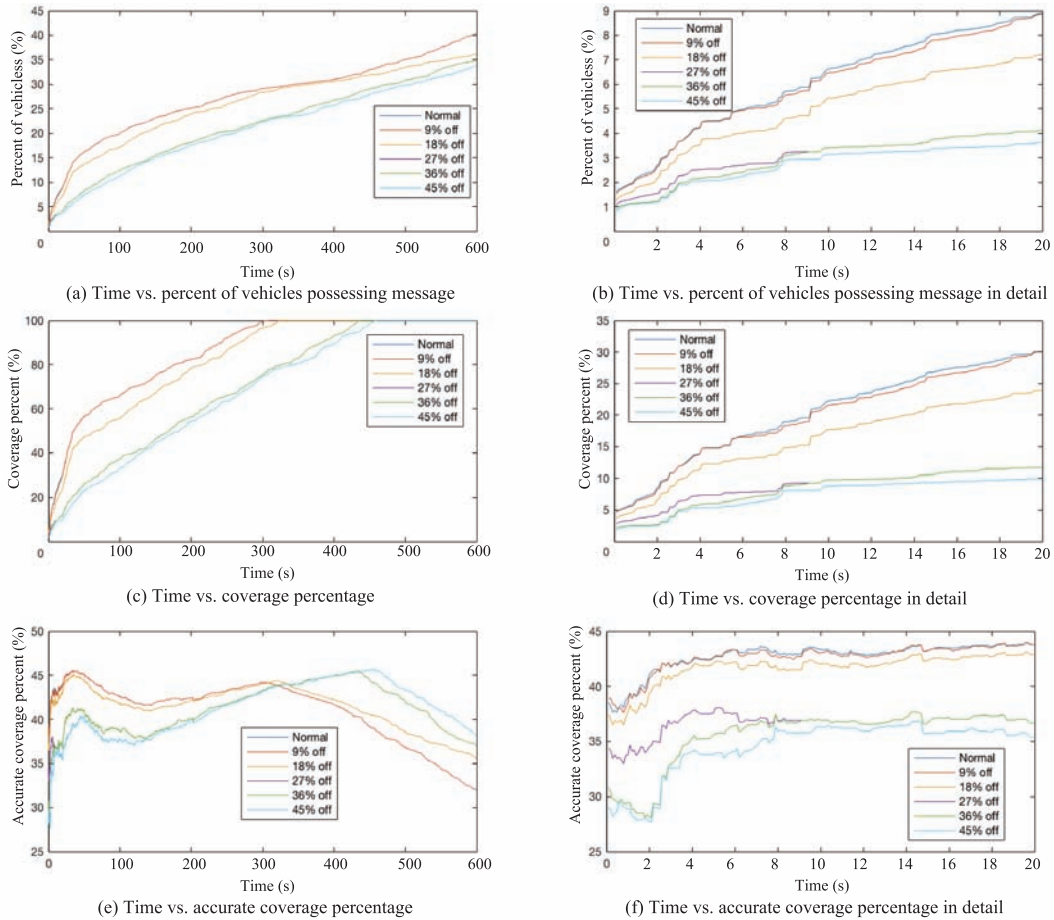 Percent of vehicless (%)
45
40
35
30
25
20
15
10
5
0
100
200
300
400
500
600
Normal
9% off
18% off
27% off
36% off
45% off
Time (s)
(a) Time vs. percent of vehicles possessing message
Percent of vehicless (%)
9
8
7
6
5
4
3
2
1
0
2
4
6
8
10
12
14
16
18
20
Normal
9% off
18% off
27% off
36% off
45% off
Time (s)
(b) Time vs. percent of vehicles possessing message in detail
Coverage percent (%)
100
80
60
40
20
0
100
200
300
400
500
600
Normal
9% off
18% off
27% off
36% off
45% off
Time (s)
(c) Time vs. coverage percentage
Coverage percent (%)
35
30
25
20
15
10
5
0
2
4
6
8
10
12
14
16
18
20
Normal
9% off
18% off
27% off
36% off
45% off
Time (s)
(d) Time vs. coverage percentage in detail
Accurate coverage percent (%)
50
45
40
35
30
25
0
100
200
300
400
500
600
Normal
9% off
18% off
27% off
36% off
45% off
Time (s)
(e) Time vs. accurate coverage percentage
Accurate coverage percent (%)
45
40
35
30
25
0
2
4
6
8
10
12
14
16
18
20
Normal
9% off
18% off
27% off
36% off
45% off
Time (s)
(f) Time vs. accurate coverage percentage in detail